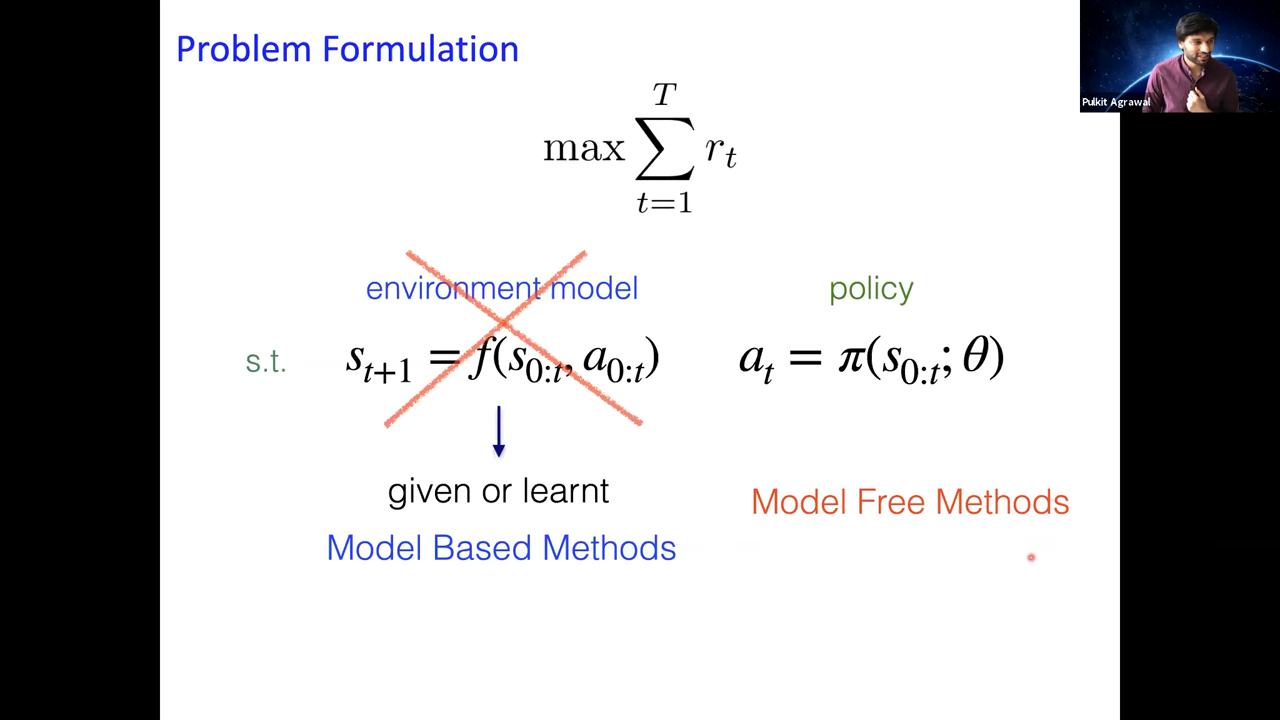 Problem Formulation
Pulkit Agrawal
max \sum_{t=1}^{T} r_t
environment model
policy
s.t.
s_{t+1} = f(s_{0:t}, a_{0:t})
a_t = π(s_{0:t}; θ)
given or learnt
Model Free Methods
Model Based Methods